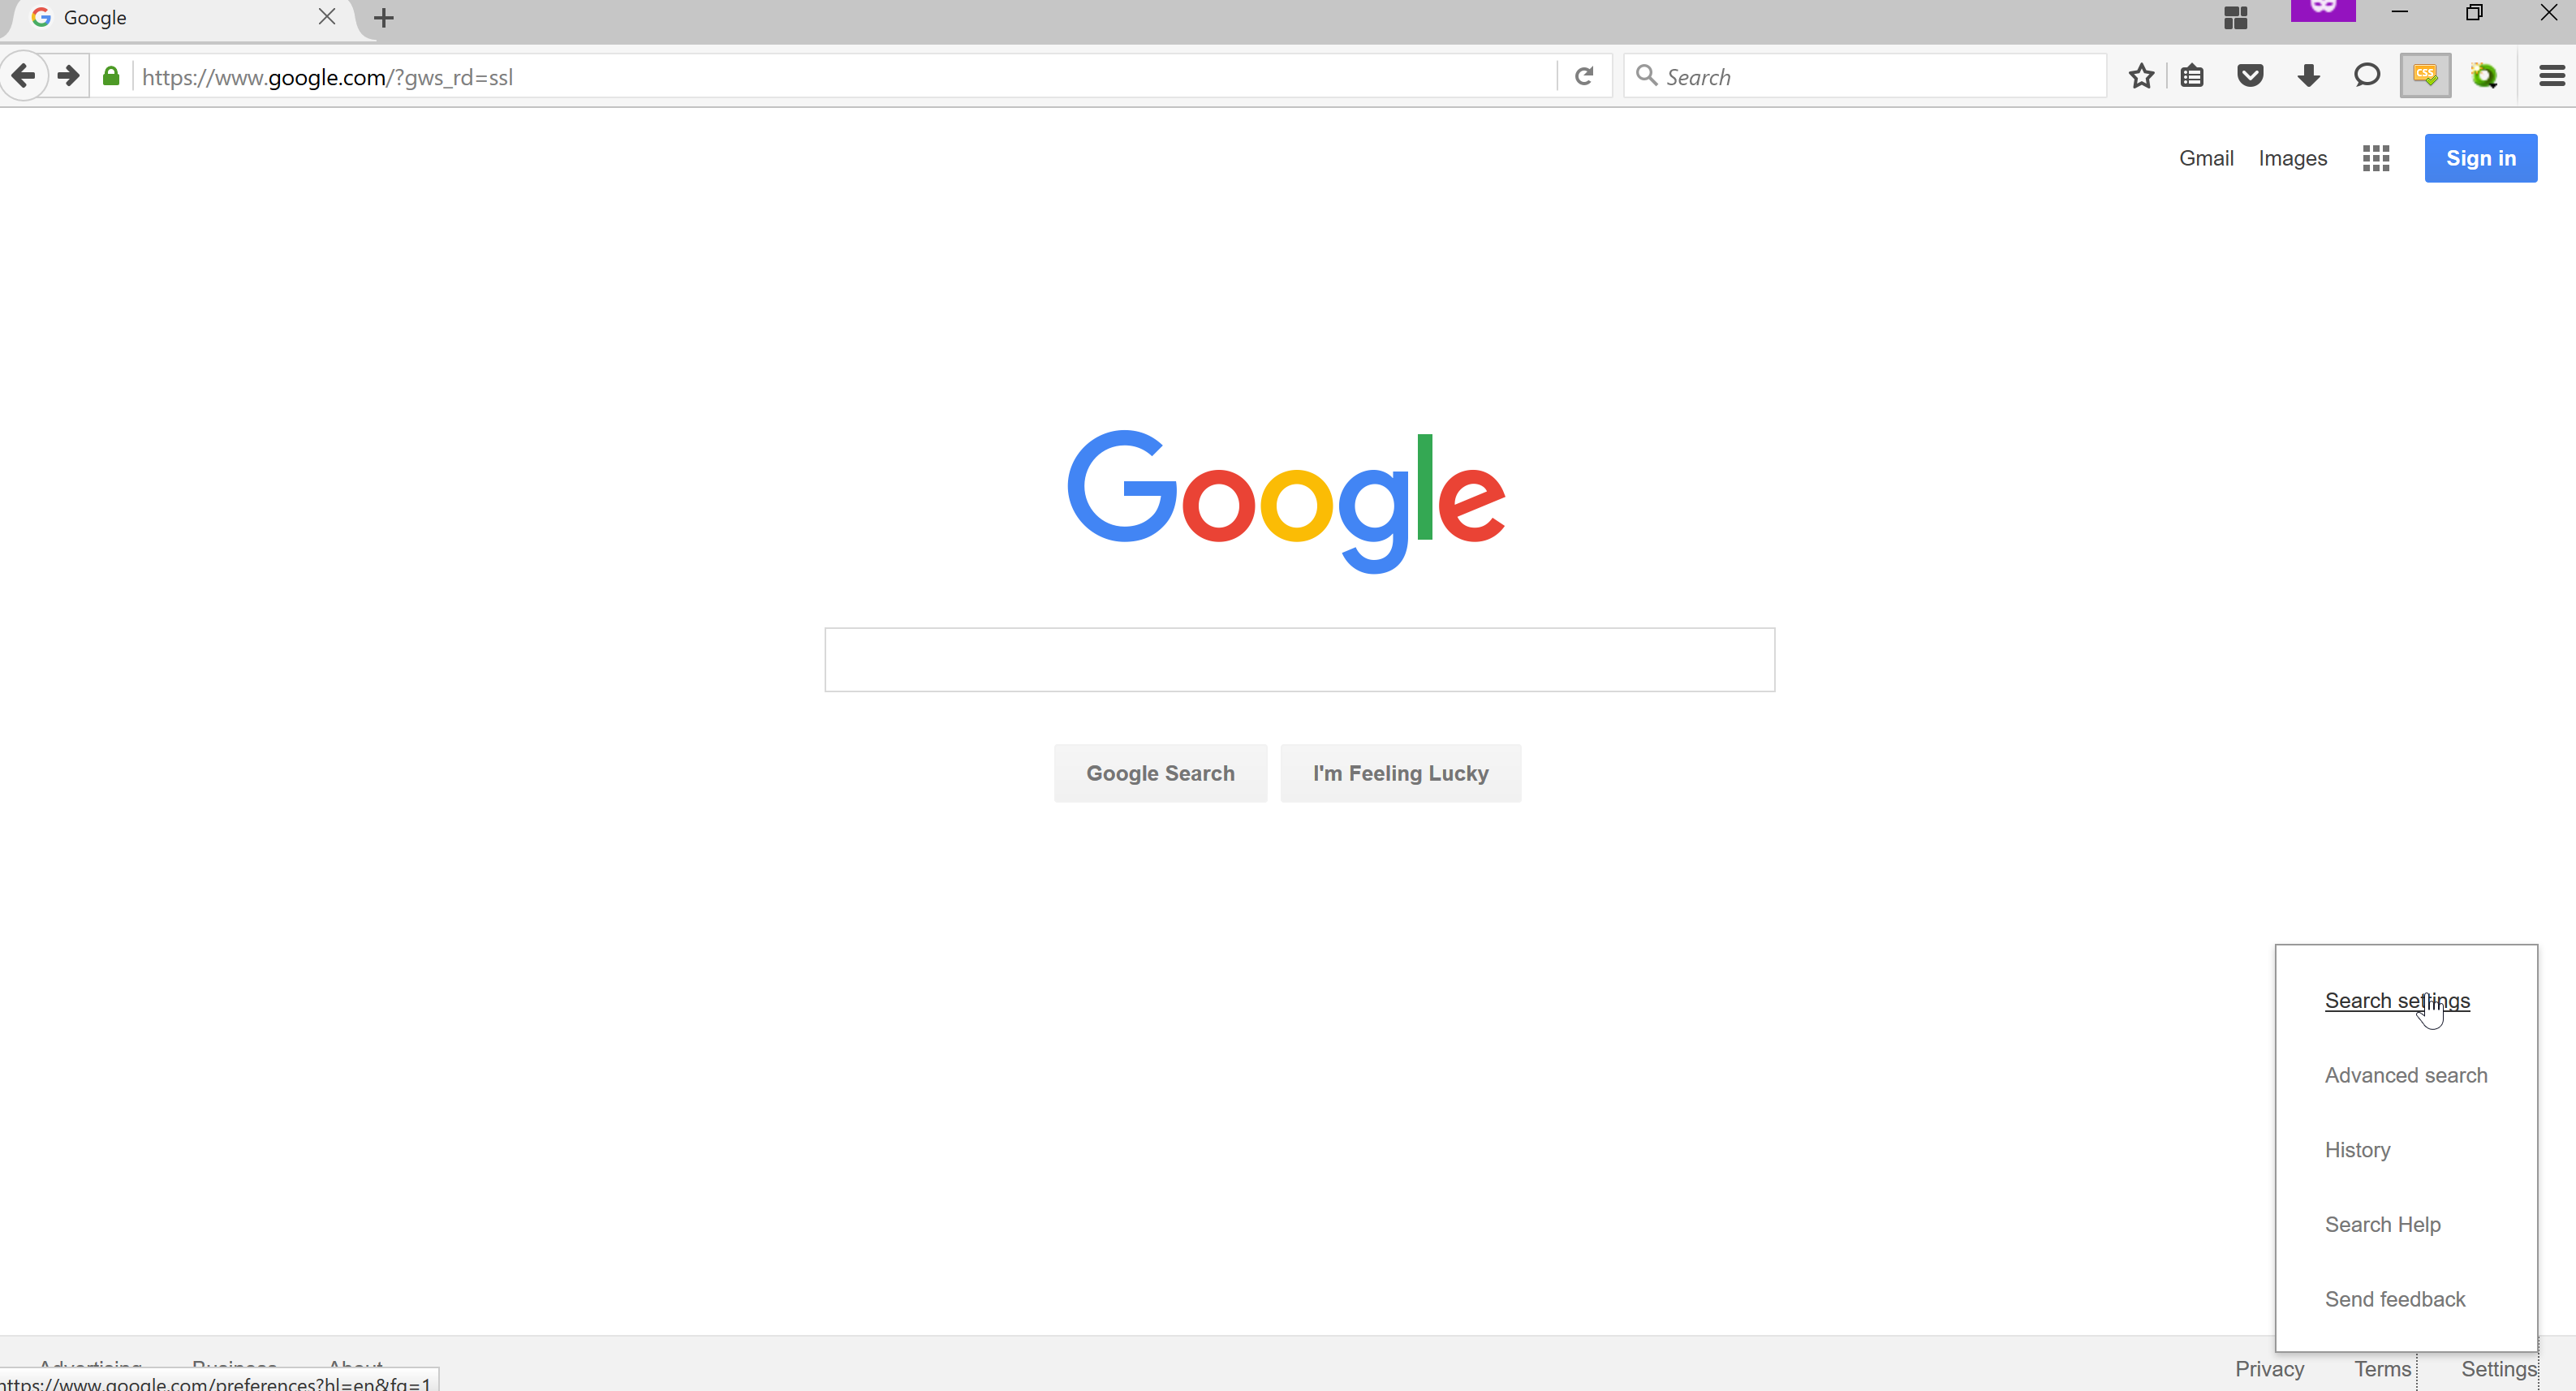 Google
https://www.google.com/?gws_rd=ssl
Search
CSS
Gmail Images Sign in
Google
Google Search I'm Feeling Lucky
Search settings
Advanced search
History
Search Help
Send feedback
Advertising Business About
Privacy Terms Settings
https://www.google.com/preferences?hl=en&fg=1